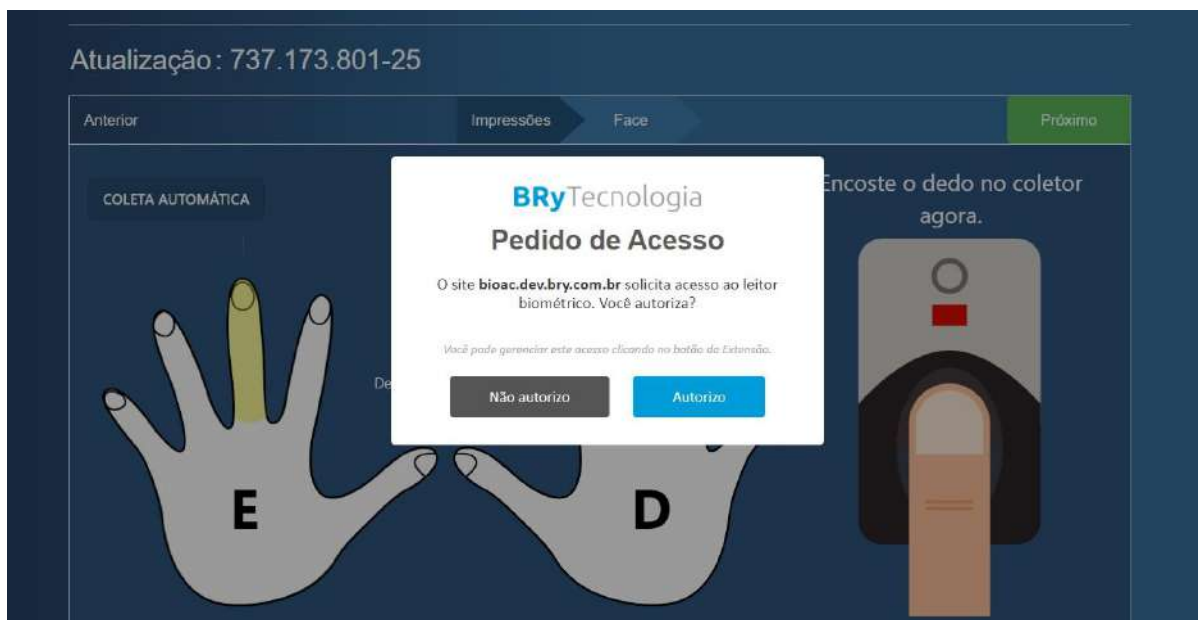 Atualização: 737.173.801-25
Anterior
Impressões
Face
Próximo
COLETA AUTOMÁTICA
Encoste o dedo no coletor
agora.
BRyTecnologia
Pedido de Acesso
O site bioac.dev.bry.com.br solicita acesso ao leitor
biométrico. Você autoriza?
Você pode gerenciar este acesso clicando no botão da Extensão.
De
Não autorizo
Autorizo
E
D